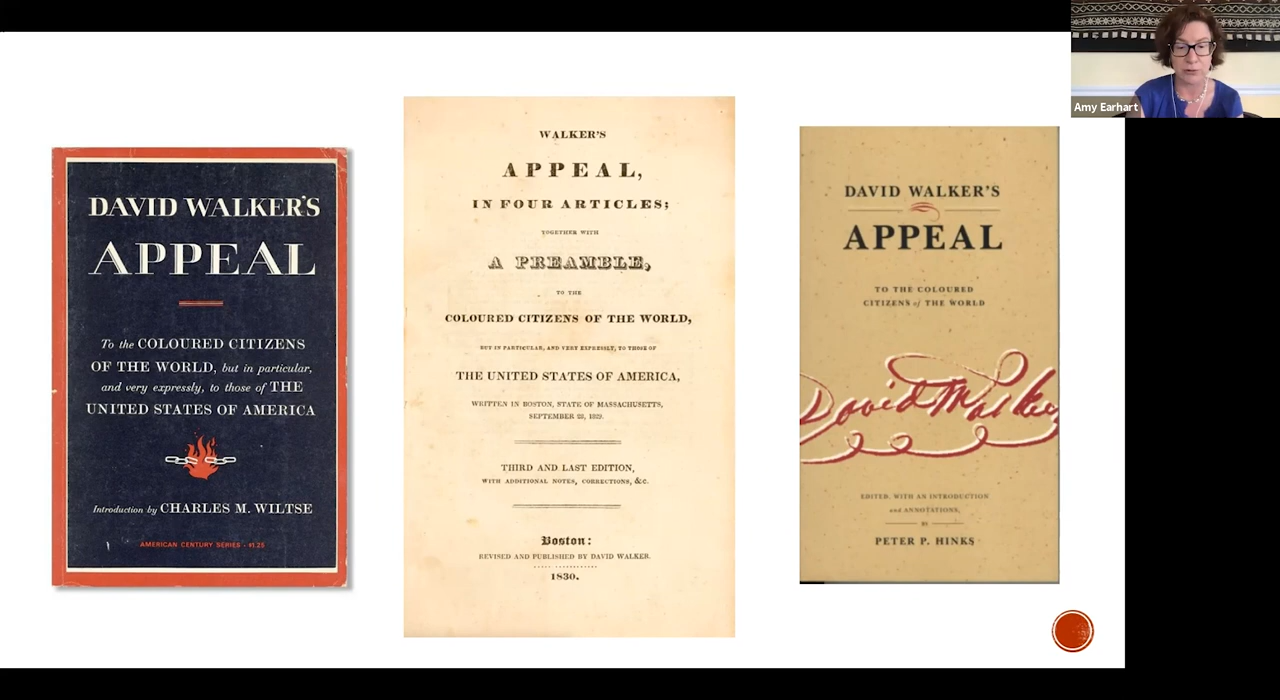 Amy Earhart
DAVID WALKER'S
APPEAL
To the COLOURED CITIZENS
OF THE WORLD, but in particular,
and very expressly, to those of THE
UNITED STATES OF AMERICA
Introduction by CHARLES M. WILTSE
AMERICAN CENTURY SERIES - $1.25
WALKER'S
APPEAL,
IN FOUR ARTICLES;
TOGETHER WITH
A PREAMBLE,
TO THE
COLOURED CITIZENS OF THE WORLD,
BUT IN PARTICULAR, AND VERY EXPRESSLY, TO THOSE OF
THE UNITED STATES OF AMERICA,
WRITTEN IN BOSTON, STATE OF MASSACHUSETTS,
SEPTEMBER 28, 1829.
THIRD AND LAST EDITION,
WITH ADDITIONAL NOTES, CORRECTIONS, &c.
Boston:
REVISED AND PUBLISHED BY DAVID WALKER.
1830.
DAVID WALKER'S
APPEAL
TO THE COLOURED
CITIZENS of THE WORLD
David Walker
EDITED, WITH AN INTRODUCTION
and ANNOTATIONS,
BY
PETER P. HINKS